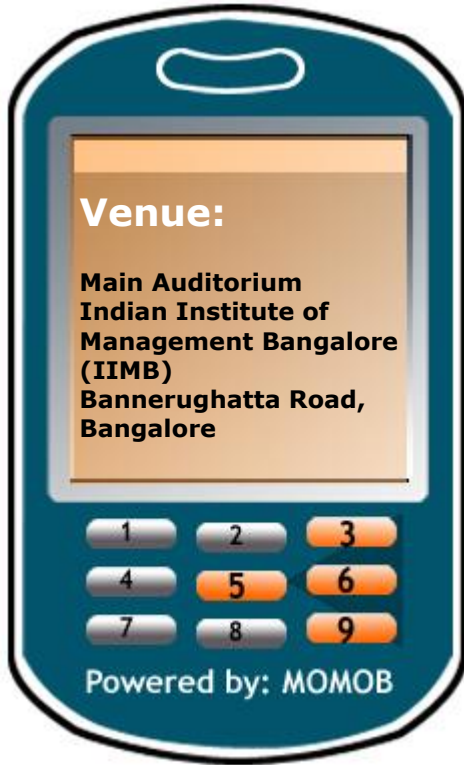 Venue:
Main Auditorium
Indian Institute of
Management Bangalore
(IIMB)
Bannerughatta Road,
Bangalore
1 2 3
4 5 6
7 8 9
Powered by: MOMOB